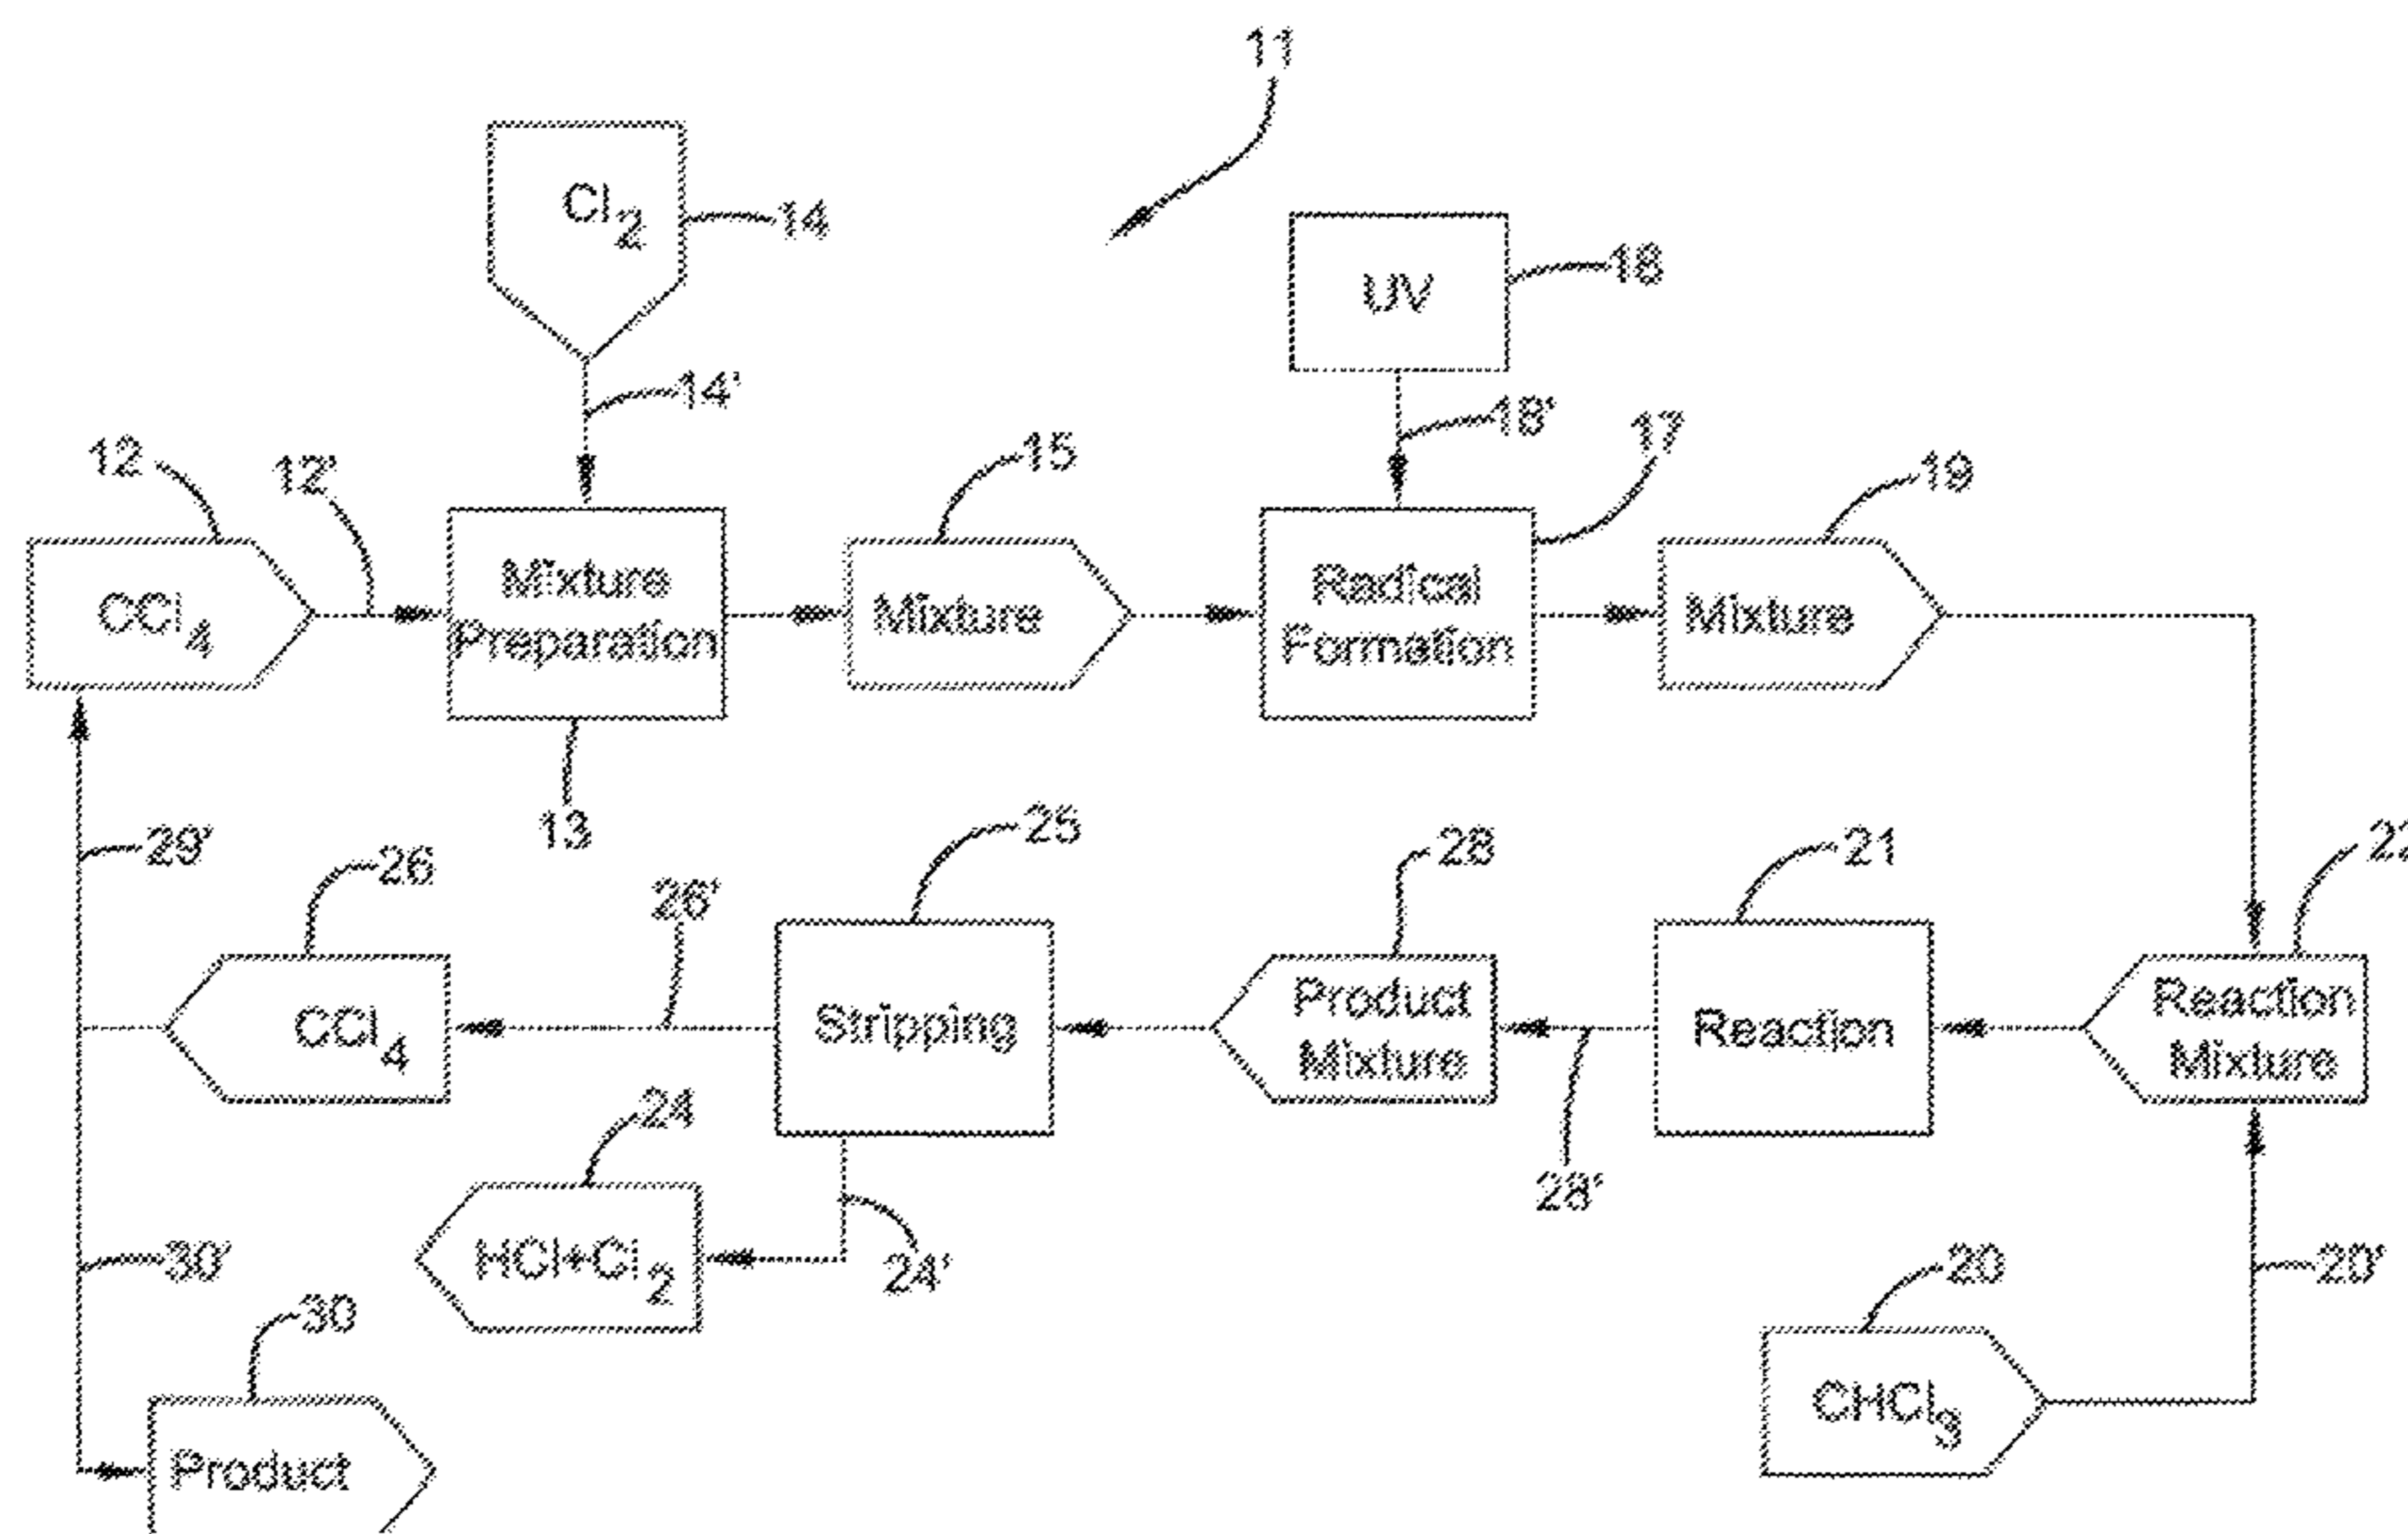 11
Cl2
14
UV
18
14'
18'
17
12
12'
15
19
CCl4
Mixture
Preparation
Mixture
Radical
Formation
Mixture
13
29'
26
26'
25
28
21
22
CCl4
Stripping
Product
Mixture
Reaction
Reaction
Mixture
24
28'
HCl+Cl2
24'
30'
20
20'
30
CHCl3
Product